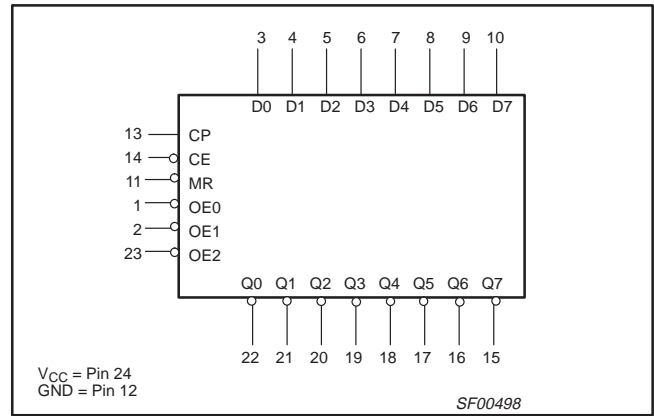 3 4 5 6 7 8 9 10
D0 D1 D2 D3 D4 D5 D6 D7
13 CP
14 CE
11 MR
1 OE0
2 OE1
23 OE2
Q0 Q1 Q2 Q3 Q4 Q5 Q6 Q7
22 21 20 19 18 17 16 15
VCC = Pin 24
GND = Pin 12
SF00498